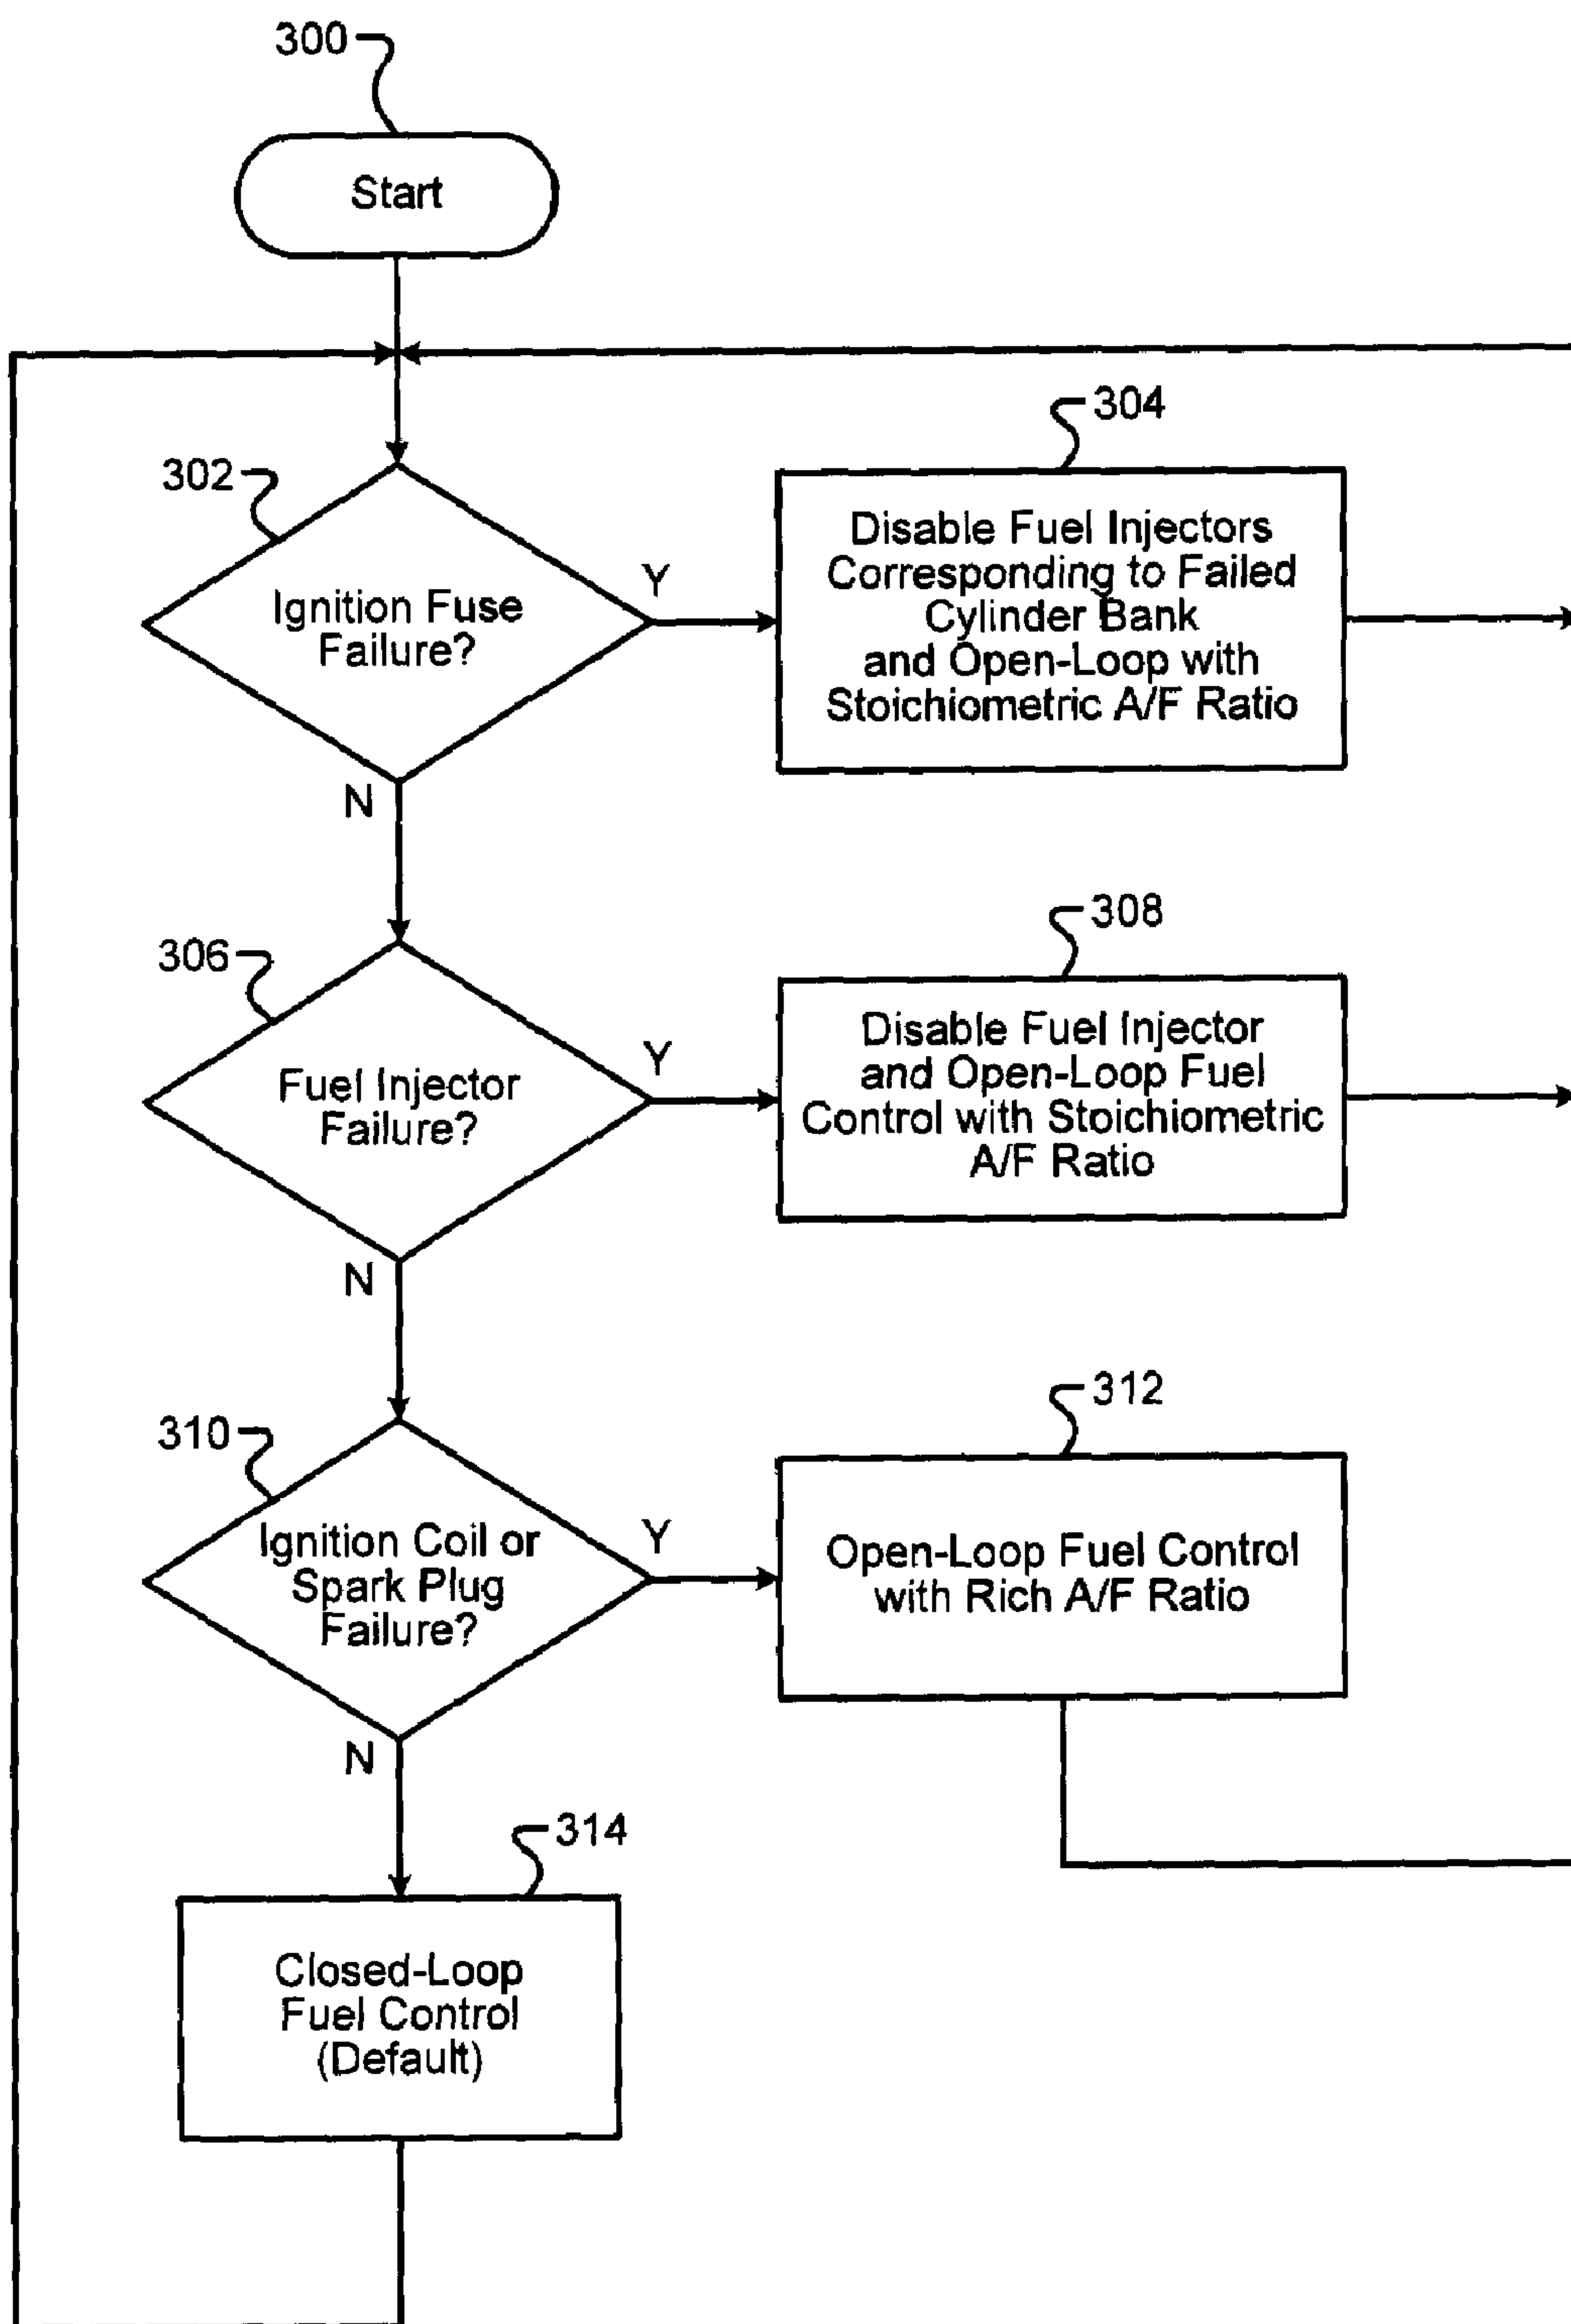 300
Start
302
Ignition Fuse
Failure?
Y
N
304
Disable Fuel Injectors
Corresponding to Failed
Cylinder Bank
and Open-Loop with
Stoichiometric A/F Ratio
306
Fuel Injector
Failure?
Y
N
308
Disable Fuel Injector
and Open-Loop Fuel
Control with Stoichiometric
A/F Ratio
310
Ignition Coil or
Spark Plug
Failure?
Y
N
312
Open-Loop Fuel Control
with Rich A/F Ratio
314
Closed-Loop
Fuel Control
(Default)